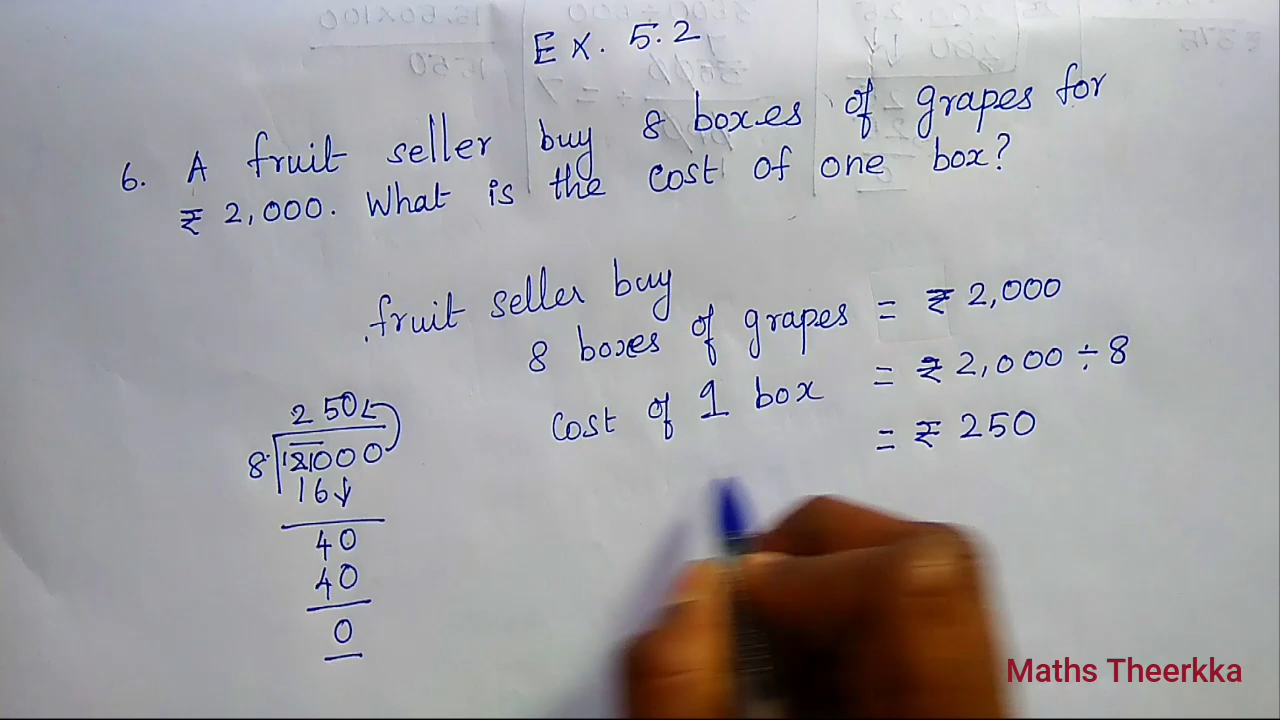 Ex. 5.2
6. A fruit seller buy 8 boxes of grapes for
₹ 2,000. What is the cost of one box?
fruit seller buy
8 boxes of grapes = ₹ 2,000
cost of 1 box = ₹ 2,000 ÷ 8
= ₹ 250
250
8 2000
16
40
40
0
Maths Theerkka